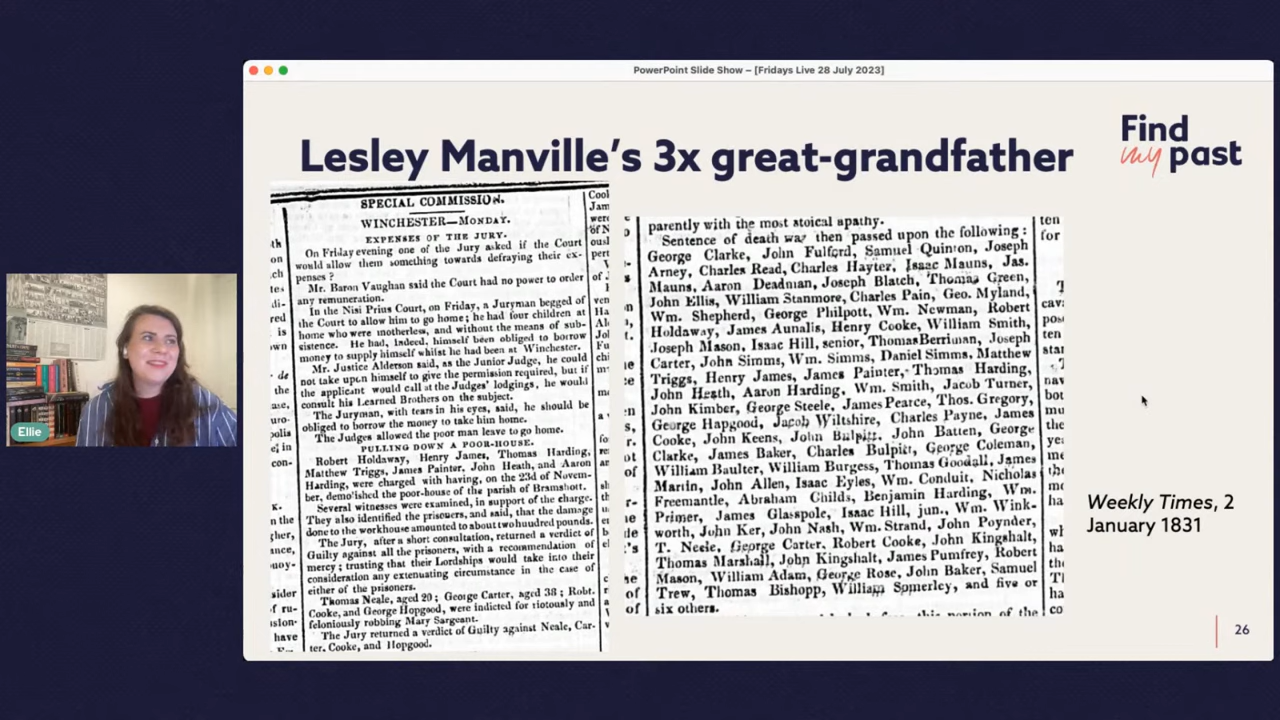 PowerPoint Slide Show – [Fridays Live 28 July 2023]
Find
my past
Lesley Manville's 3x great-grandfather
SPECIAL COMMISSION.
WINCHESTER—MONDAY.
EXPENSES OF THE JURY.
On Friday evening one of the Jury asked if the Court
would allow them something towards defraying their ex-
penses?
Mr. Baron Vaughan said the Court had no power to order
any remuneration.
In the Nisi Prius Court, on Friday, a Juryman begged of
the Court to allow him to go home; he had four children at
home who were motherless, and without the means of sub-
sistence. He had, indeed, himself been obliged to borrow
money to supply himself whilst he had been at Winchester.
Mr. Justice Alderson said, as the Junior Judge, he could
not take upon himself to give the permission required, but if
the applicant would call at the Judges' lodgings, he would
consult his Learned Brothers on the subject.
The Juryman, with tears in his eyes, said, he should be
obliged to borrow the money to take him home.
The Judges allowed the poor man leave to go home.
PULLING DOWN A POOR-HOUSE.
Robert Holdaway, Henry James, Thomas Harding,
Matthew Triggs, James Painter, John Heath, and Aaron
Harding, were charged with having, on the 23d of Novem-
ber, demolished the poor-house of the parish of Bramshott.
Several witnesses were examined, in support of the charge.
They also identified the prisoners, and said, that the damage
done to the workhouse amounted to about two hundred pounds.
The Jury, after a short consultation, returned a verdict of
Guilty against all the prisoners, with a recommendation of
mercy; trusting that their Lordships would take into their
consideration any extenuating circumstance in the case of
either of the prisoners.
Thomas Neale, aged 20; George Carter, aged 38; Robt.
Cooke, and George Hopgood, were indicted for riotously and
feloniously robbing Mary Sargeant.
The Jury returned a verdict of Guilty against Neale, Car-
ter, Cooke, and Hopgood.
parently with the most stoical apathy.
Sentence of death was then passed upon the following:
George Clarke, John Fulford, Samuel Quinton, Joseph
Arney, Charles Read, Charles Hayter, Isaac Mauns, Jas.
Mauns, Aaron Deadman, Joseph Blatch, Thomas Green,
John Ellis, William Stanmore, Charles Pain, Geo. Myland,
Wm. Shepherd, George Philpott, Wm. Newman, Robert
Holdaway, James Aunalis, Henry Cooke, William Smith,
Joseph Mason, Isaac Hill, senior, Thomas Berriman, Joseph
Carter, John Simms, Wm. Simms, Daniel Simms, Matthew
Triggs, Henry James, James Painter, Thomas Harding,
John Heath, Aaron Harding, Wm. Smith, Jacob Turner,
John Kimber, George Steele, James Pearce, Thos. Gregory,
George Hapgood, Jacob Wiltshire, Charles Payne, James
Cooke, John Keens, John Bulpitt, John Batten, George
Clarke, James Baker, Charles Bulpitt, George Coleman,
William Baulter, William Burgess, Thomas Goodall, James
Martin, John Allen, Isaac Eyles, Wm. Conduit, Nicholas
Freemantle, Abraham Childs, Benjamin Harding, Wm.
Primer, James Glasspole, Isaac Hill, jun., Wm. Wink-
worth, John Ker, John Nash, Wm. Strand, John Poynder,
T. Neele, George Carter, Robert Cooke, John Kingshalt,
Thomas Marshall, John Kingshalt, James Pumfrey, Robert
Mason, William Adam, George Rose, John Baker, Samuel
Trew, Thomas Bishopp, William Somerley, and five or
six others.
this portion of the
Weekly Times, 2
January 1831
Ellie
26